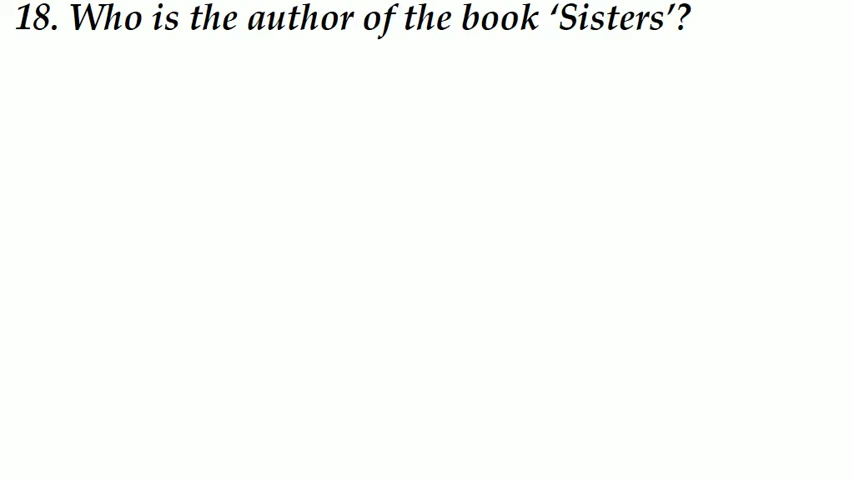 18. Who is the author of the book ‘Sisters’?